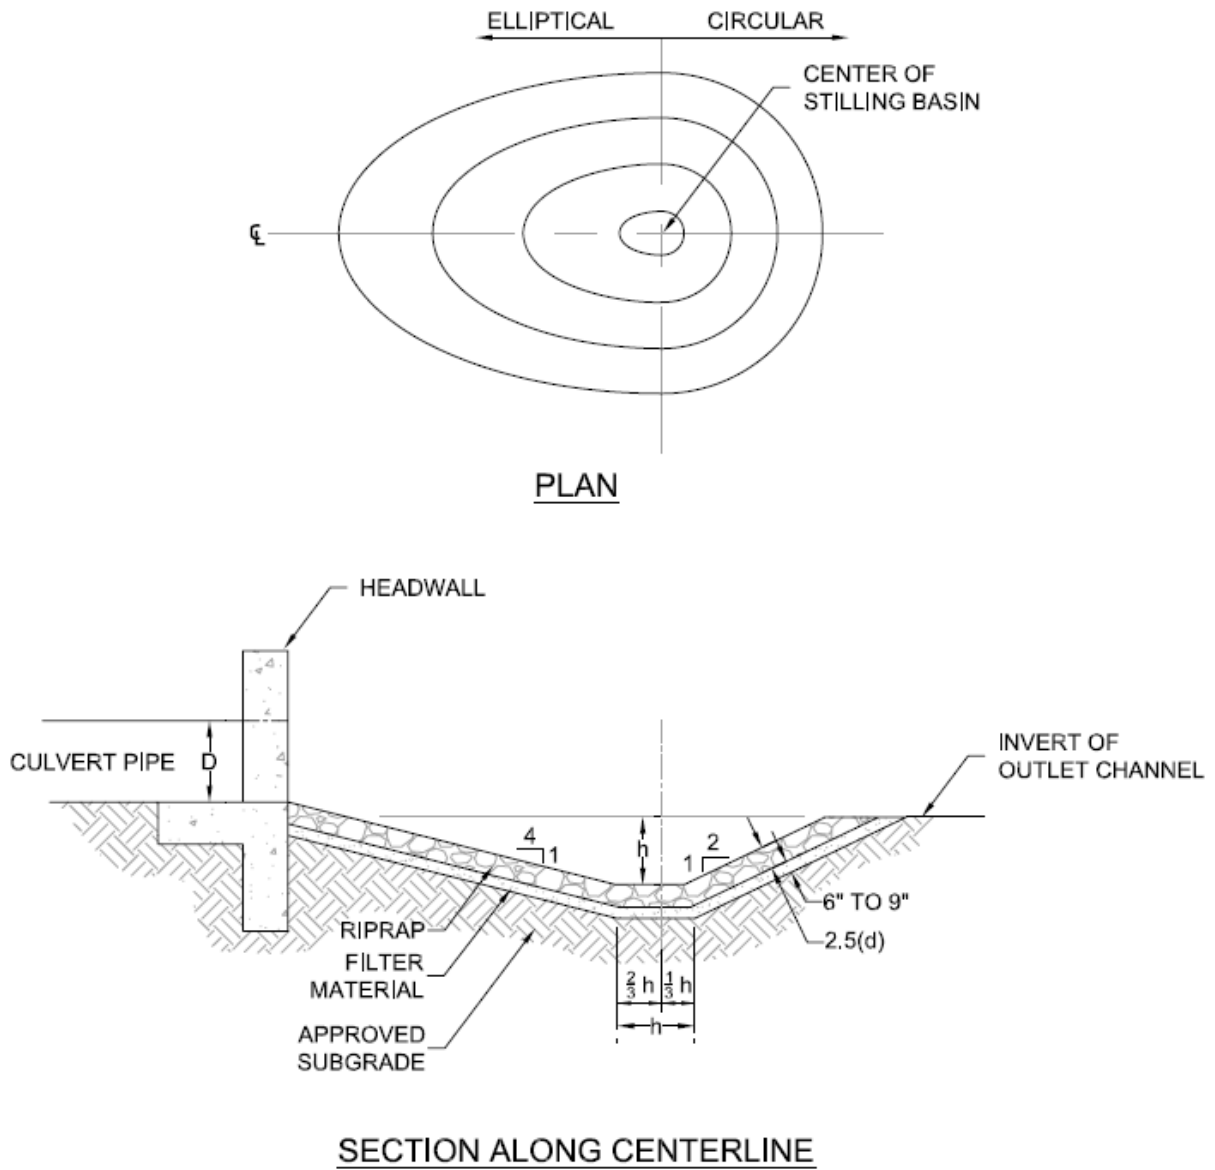 ELLIPTICAL CIRCULAR
CENTER OF
STILLING BASIN
℄
PLAN
HEADWALL
CULVERT PIPE D
INVERT OF
OUTLET CHANNEL
4
1
h
1
2
6" TO 9"
2.5(d)
RIPRAP
FILTER
MATERIAL
2/3 h 1/3 h
h
APPROVED
SUBGRADE
SECTION ALONG CENTERLINE